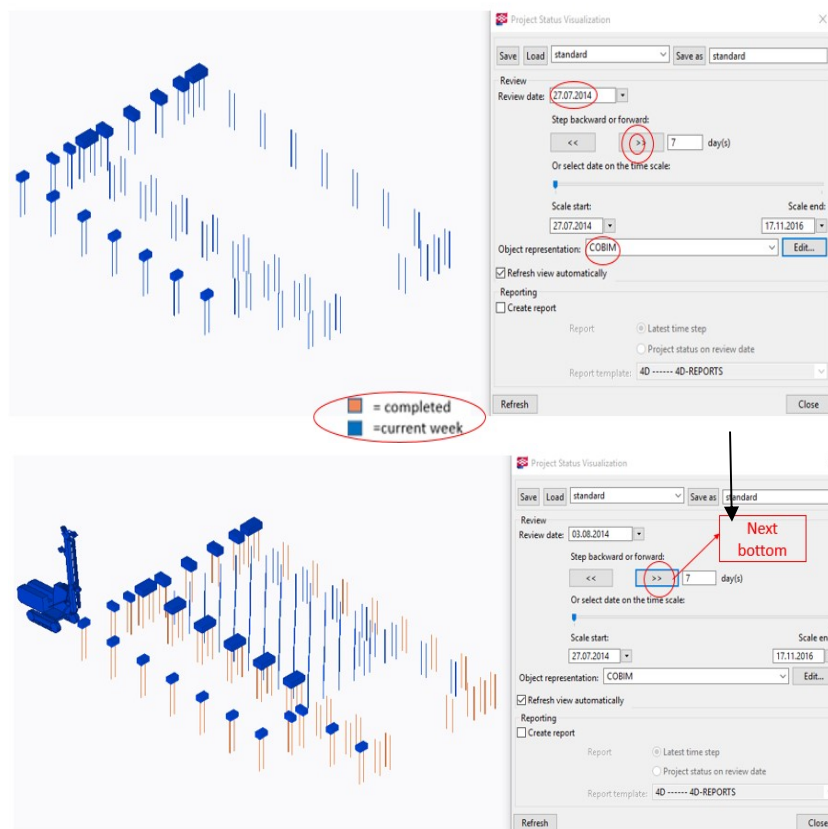 Project Status Visualization
Save Load standard Save as standard
Review
Review date: 27.07.2014
Step backward or forward:
<< >> 7 day(s)
Or select date on the time scale:
Scale start: Scale end:
27.07.2014 17.11.2016
Object representation: COBIM Edit...
Refresh view automatically
Reporting
Create report
Report Latest time step
Project status on review date
Report template: 4D ------ 4D-REPORTS
Refresh Close
= completed
=current week
Project Status Visualization
Save Load standard Save as standard
Review
Review date: 03.08.2014
Next
bottom
Step backward or forward:
<< >> 7 day(s)
Or select date on the time scale:
Scale start: Scale en
27.07.2014 17.11.2016
Object representation: COBIM Edit...
Refresh view automatically
Reporting
Create report
Report Latest time step
Project status on review date
Report template: 4D ------ 4D-REPORTS
Refresh Close